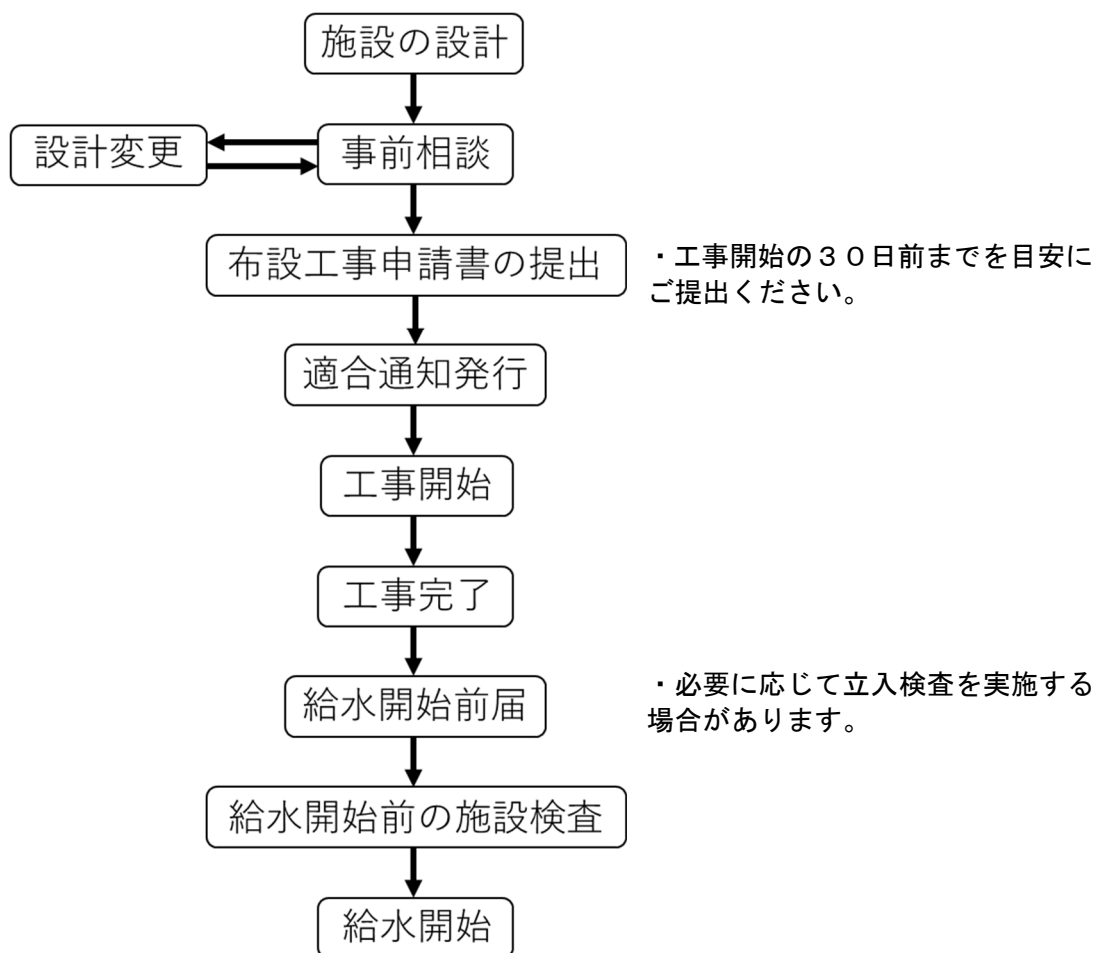 施設の設計
設計変更
事前相談
布設工事申請書の提出
・工事開始の３０日前までを目安に
ご提出ください。
適合通知発行
工事開始
工事完了
給水開始前届
・必要に応じて立入検査を実施する
場合があります。
給水開始前の施設検査
給水開始